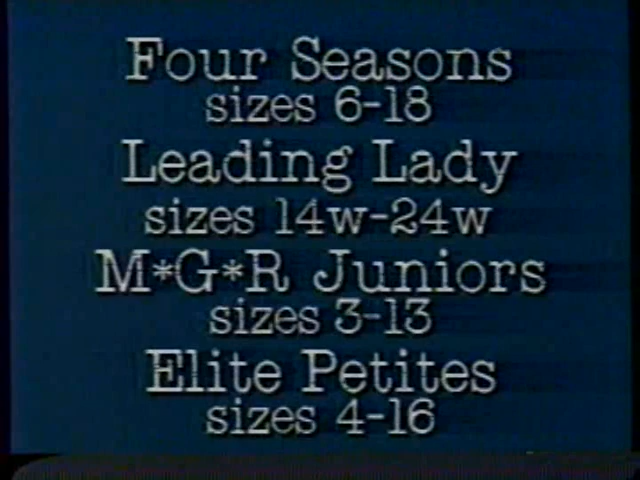 Four Seasons
sizes 6-18
Leading Lady
sizes 14w-24w
M*G*R Juniors
sizes 3-13
Elite Petites
sizes 4-16